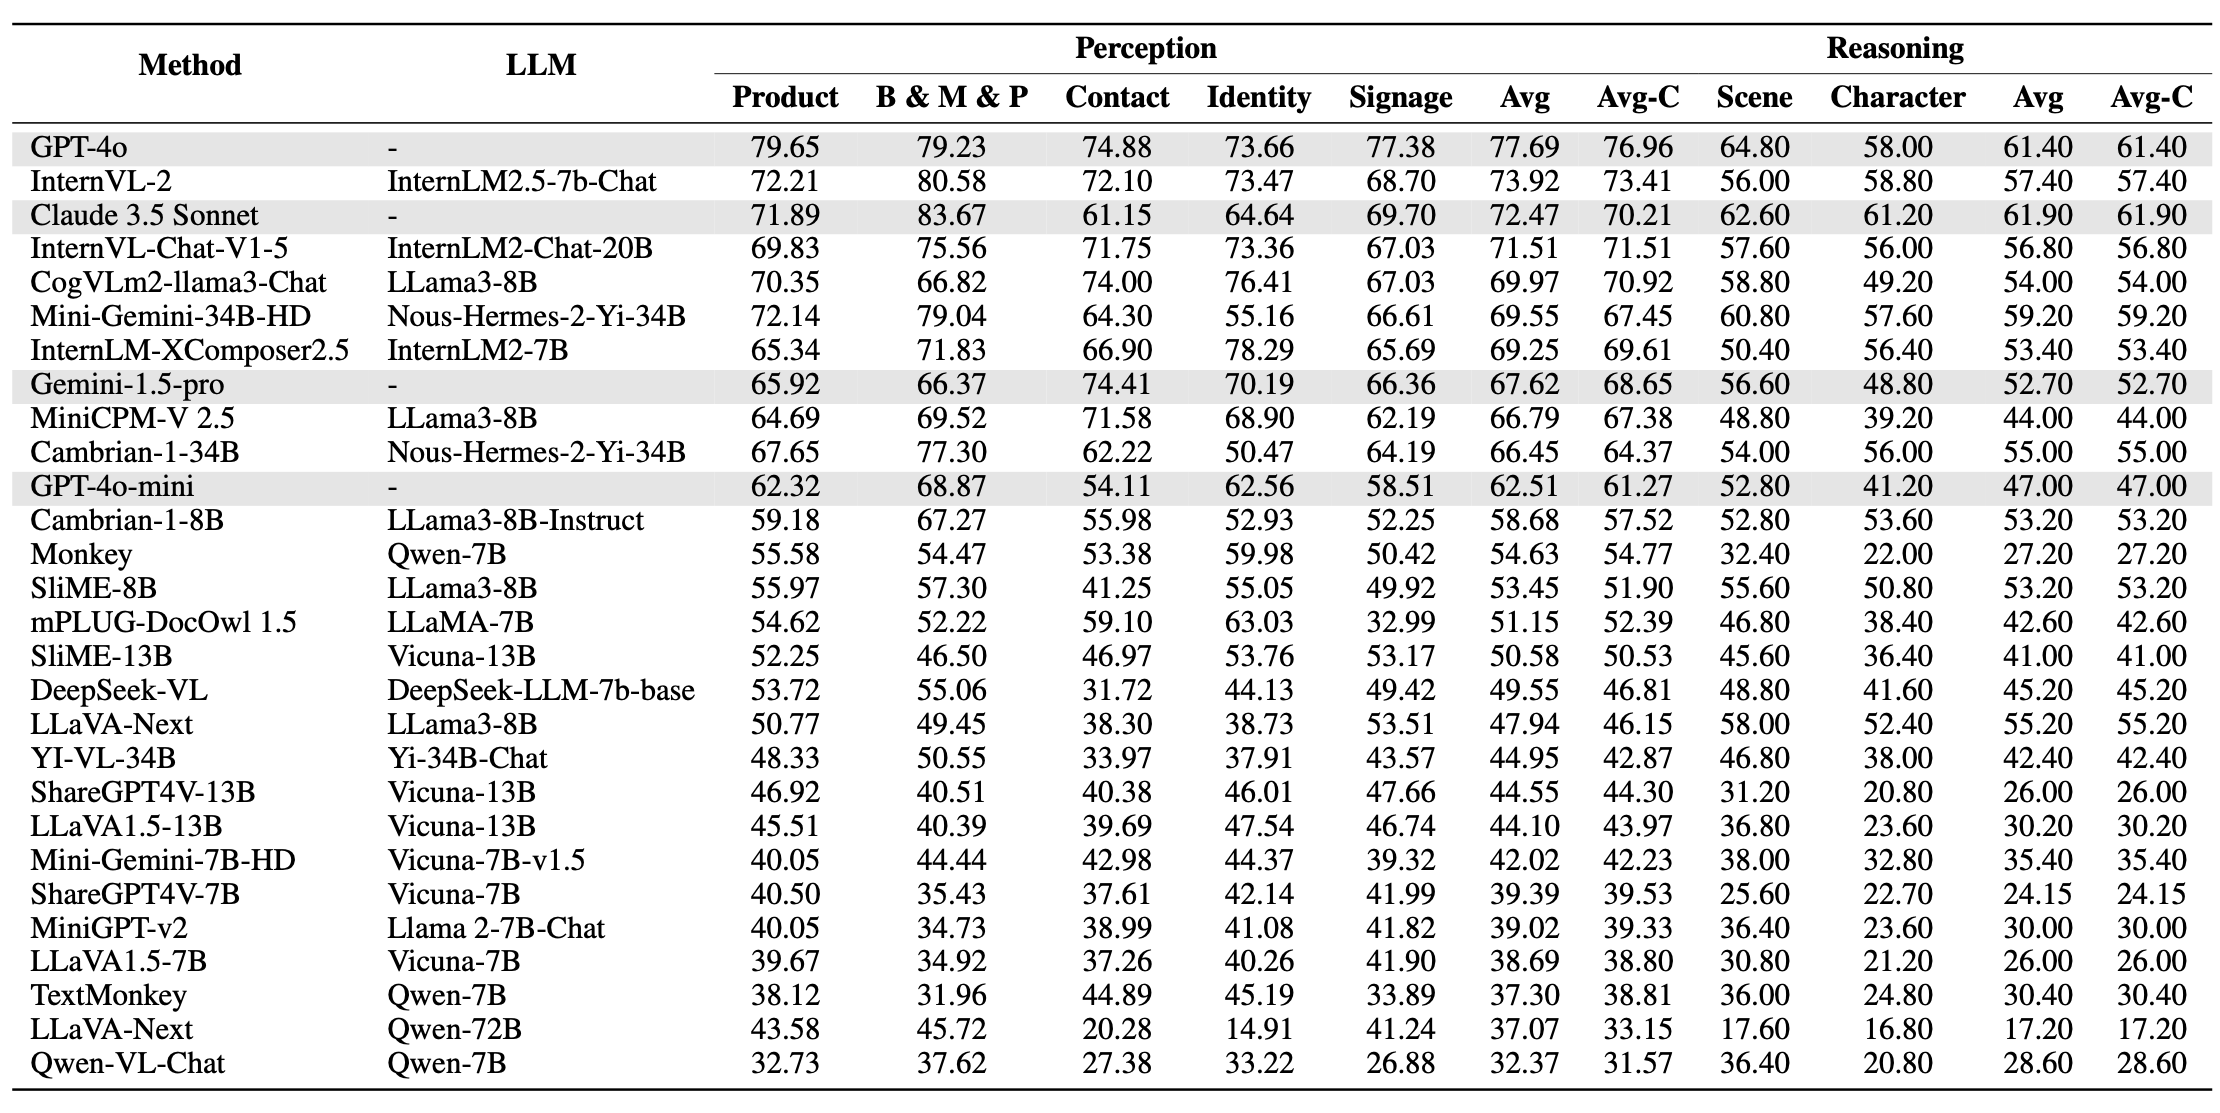 Method LLM Perception Reasoning
Product B & M & P Contact Identity Signage Avg Avg-C Scene Character Avg Avg-C
GPT-4o - 79.65 79.23 74.88 73.66 77.38 77.69 76.96 64.80 58.00 61.40 61.40
InternVL-2 InternLM2.5-7b-Chat 72.21 80.58 72.10 73.47 68.70 73.92 73.41 56.00 58.80 57.40 57.40
Claude 3.5 Sonnet - 71.89 83.67 61.15 64.64 69.70 72.47 70.21 62.60 61.20 61.90 61.90
InternVL-Chat-V1-5 InternLM2-Chat-20B 69.83 75.56 71.75 73.36 67.03 71.51 71.51 57.60 56.00 56.80 56.80
CogVLm2-llama3-Chat LLama3-8B 70.35 66.82 74.00 76.41 67.03 69.97 70.92 58.80 49.20 54.00 54.00
Mini-Gemini-34B-HD Nous-Hermes-2-Yi-34B 72.14 79.04 64.30 55.16 66.61 69.55 67.45 60.80 57.60 59.20 59.20
InternLM-XComposer2.5 InternLM2-7B 65.34 71.83 66.90 78.29 65.69 69.25 69.61 50.40 56.40 53.40 53.40
Gemini-1.5-pro - 65.92 66.37 74.41 70.19 66.36 67.62 68.65 56.60 48.80 52.70 52.70
MiniCPM-V 2.5 LLama3-8B 64.69 69.52 71.58 68.90 62.19 66.79 67.38 48.80 39.20 44.00 44.00
Cambrian-1-34B Nous-Hermes-2-Yi-34B 67.65 77.30 62.22 50.47 64.19 66.45 64.37 54.00 56.00 55.00 55.00
GPT-4o-mini - 62.32 68.87 54.11 62.56 58.51 62.51 61.27 52.80 41.20 47.00 47.00
Cambrian-1-8B LLama3-8B-Instruct 59.18 67.27 55.98 52.93 52.25 58.68 57.52 52.80 53.60 53.20 53.20
Monkey Qwen-7B 55.58 54.47 53.38 59.98 50.42 54.63 54.77 32.40 22.00 27.20 27.20
SliME-8B LLama3-8B 55.97 57.30 41.25 55.05 49.92 53.45 51.90 55.60 50.80 53.20 53.20
mPLUG-DocOwl 1.5 LLaMA-7B 54.62 52.22 59.10 63.03 32.99 51.15 52.39 46.80 38.40 42.60 42.60
SliME-13B Vicuna-13B 52.25 46.50 46.97 53.76 53.17 50.58 50.53 45.60 36.40 41.00 41.00
DeepSeek-VL DeepSeek-LLM-7b-base 53.72 55.06 31.72 44.13 49.42 49.55 46.81 48.80 41.60 45.20 45.20
LLaVA-Next LLama3-8B 50.77 49.45 38.30 38.73 53.51 47.94 46.15 58.00 52.40 55.20 55.20
YI-VL-34B Yi-34B-Chat 48.33 50.55 33.97 37.91 43.57 44.95 42.87 46.80 38.00 42.40 42.40
ShareGPT4V-13B Vicuna-13B 46.92 40.51 40.38 46.01 47.66 44.55 44.30 31.20 20.80 26.00 26.00
LLaVA1.5-13B Vicuna-13B 45.51 40.39 39.69 47.54 46.74 44.10 43.97 36.80 23.60 30.20 30.20
Mini-Gemini-7B-HD Vicuna-7B-v1.5 40.05 44.44 42.98 44.37 39.32 42.02 42.23 38.00 32.80 35.40 35.40
ShareGPT4V-7B Vicuna-7B 40.50 35.43 37.61 42.14 41.99 39.39 39.53 25.60 22.70 24.15 24.15
MiniGPT-v2 Llama 2-7B-Chat 40.05 34.73 38.99 41.08 41.82 39.02 39.33 36.40 23.60 30.00 30.00
LLaVA1.5-7B Vicuna-7B 39.67 34.92 37.26 40.26 41.90 38.69 38.80 30.80 21.20 26.00 26.00
TextMonkey Qwen-7B 38.12 31.96 44.89 45.19 33.89 37.30 38.81 36.00 24.80 30.40 30.40
LLaVA-Next Qwen-72B 43.58 45.72 20.28 14.91 41.24 37.07 33.15 17.60 16.80 17.20 17.20
Qwen-VL-Chat Qwen-7B 32.73 37.62 27.38 33.22 26.88 32.37 31.57 36.40 20.80 28.60 28.60